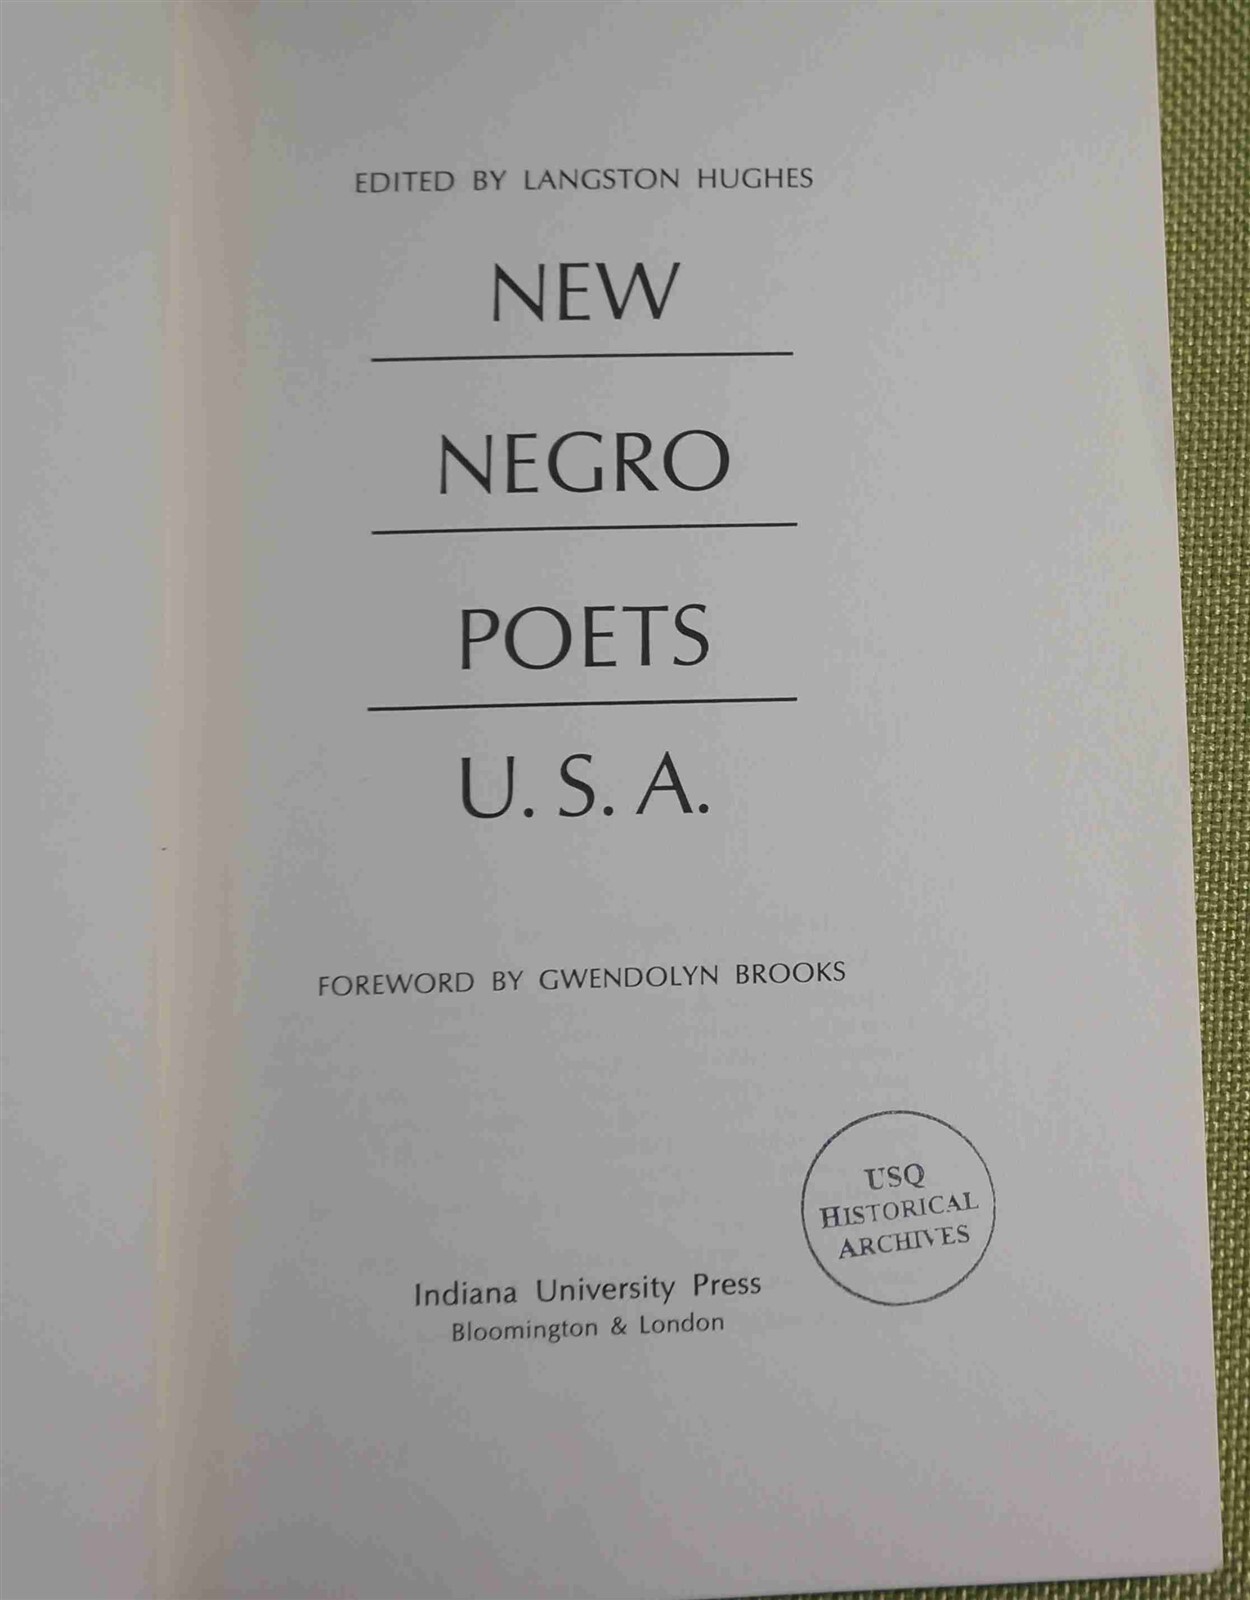 EDITED BY LANGSTON HUGHES
NEW
NEGRO
POETS
U. S. A.
FOREWORD BY GWENDOLYN BROOKS
USQ
HISTORICAL
ARCHIVES
Indiana University Press
Bloomington & London